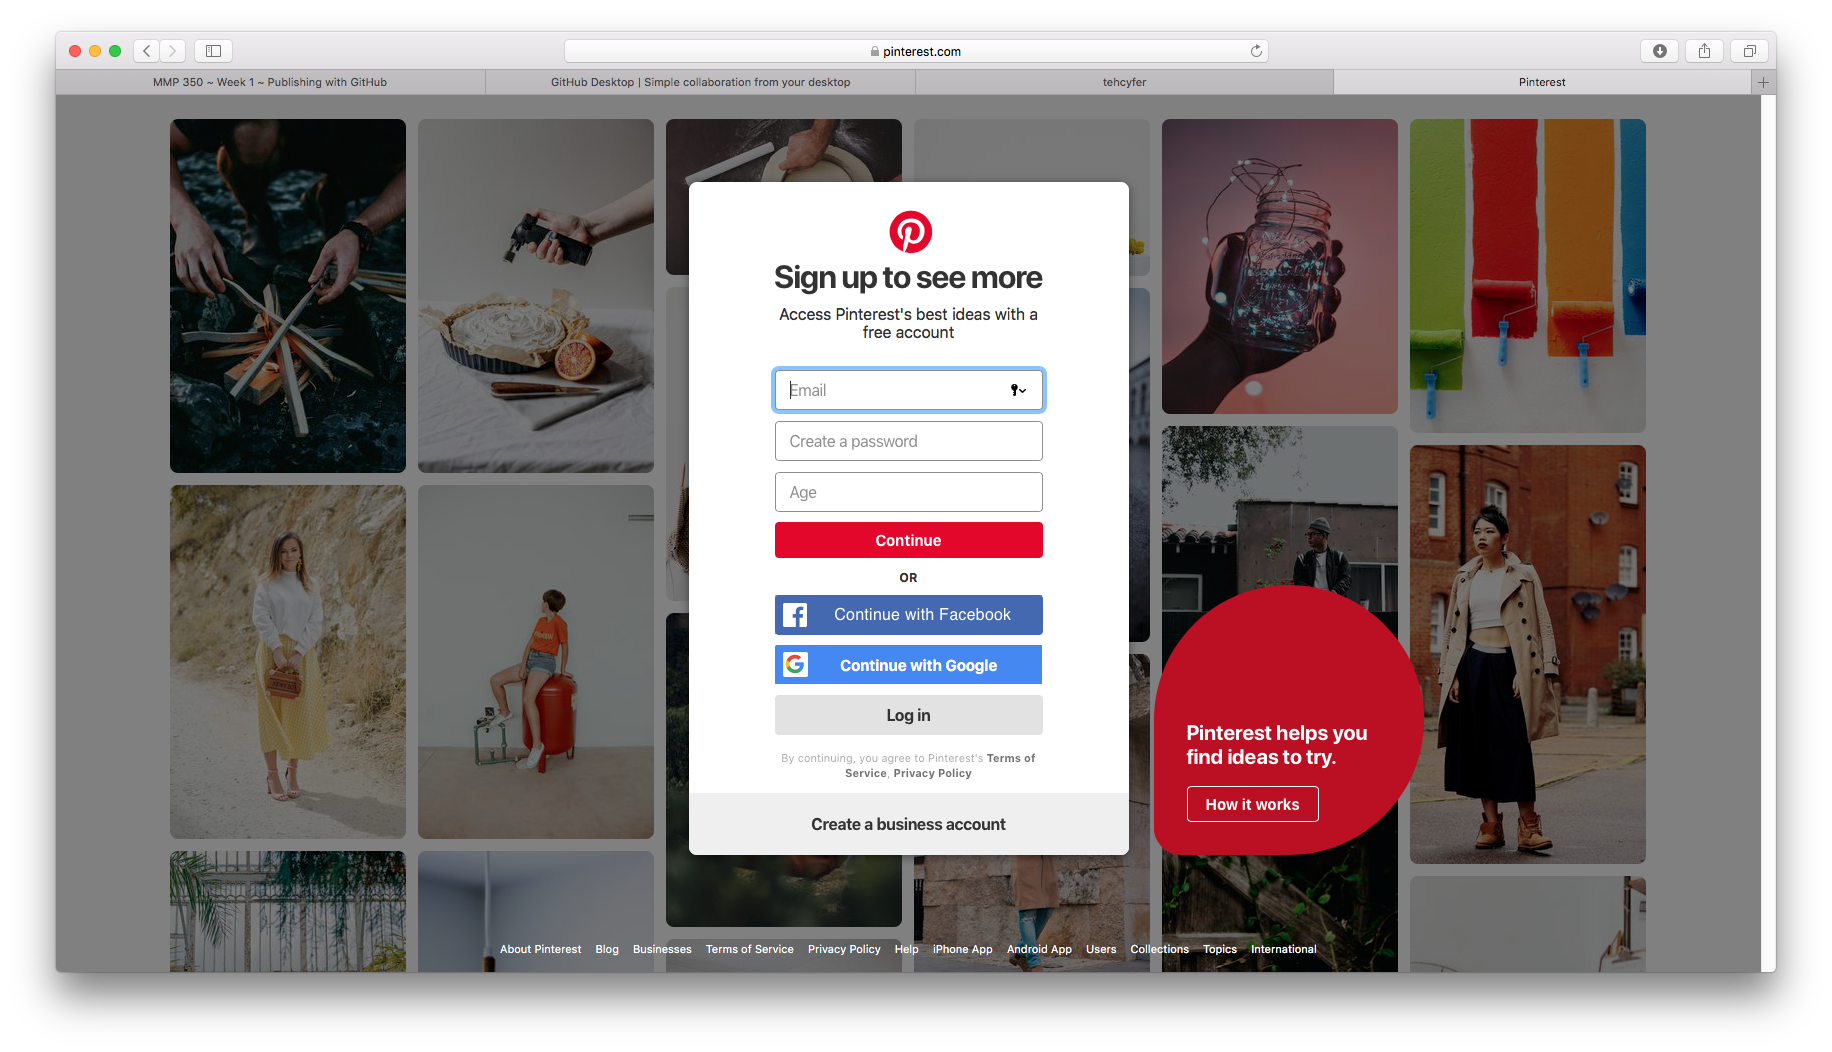 pinterest.com
MMP 350 ~ Week 1 ~ Publishing with GitHub
GitHub Desktop | Simple collaboration from your desktop
tehcyfer
Pinterest
Sign up to see more
Access Pinterest's best ideas with a
free account
Email
Create a password
Age
Continue
OR
Continue with Facebook
Continue with Google
Log in
By continuing, you agree to Pinterest's Terms of
Service, Privacy Policy
Create a business account
Pinterest helps you
find ideas to try.
How it works
About Pinterest Blog Businesses Terms of Service Privacy Policy Help iPhone App Android App Users Collections Topics International